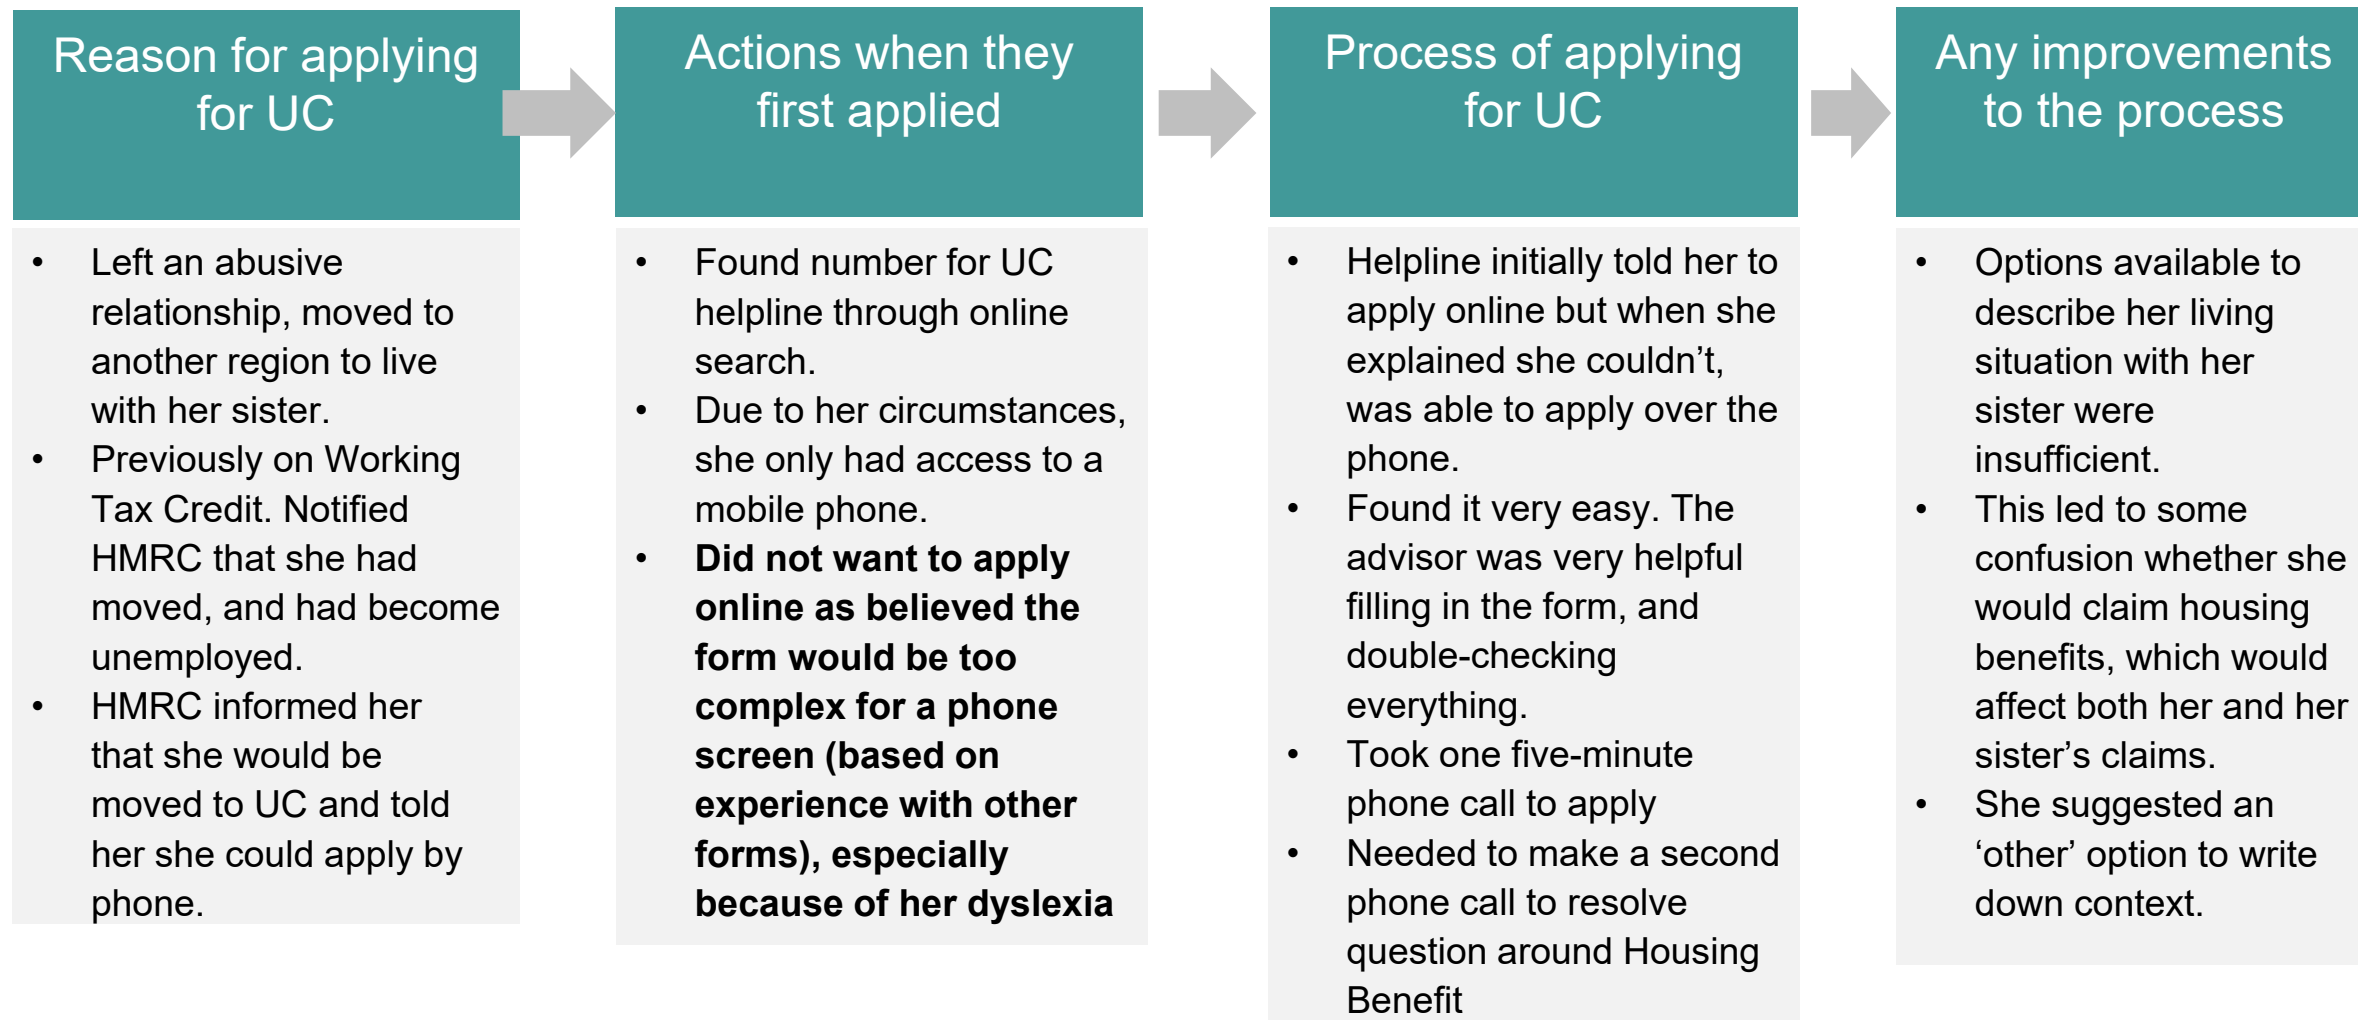 Reason for applying
for UC
• Left an abusive
relationship, moved to
another region to live
with her sister.
• Previously on Working
Tax Credit. Notified
HMRC that she had
moved, and had become
unemployed.
• HMRC informed her
that she would be
moved to UC and told
her she could apply by
phone.
Actions when they
first applied
• Found number for UC
helpline through online
search.
• Due to her circumstances,
she only had access to a
mobile phone.
• Did not want to apply
online as believed the
form would be too
complex for a phone
screen (based on
experience with other
forms), especially
because of her dyslexia
Process of applying
for UC
• Helpline initially told her to
apply online but when she
explained she couldn’t,
was able to apply over the
phone.
• Found it very easy. The
advisor was very helpful
filling in the form, and
double-checking
everything.
• Took one five-minute
phone call to apply
• Needed to make a second
phone call to resolve
question around Housing
Benefit
Any improvements
to the process
• Options available to
describe her living
situation with her
sister were
insufficient.
• This led to some
confusion whether she
would claim housing
benefits, which would
affect both her and her
sister’s claims.
• She suggested an
‘other’ option to write
down context.